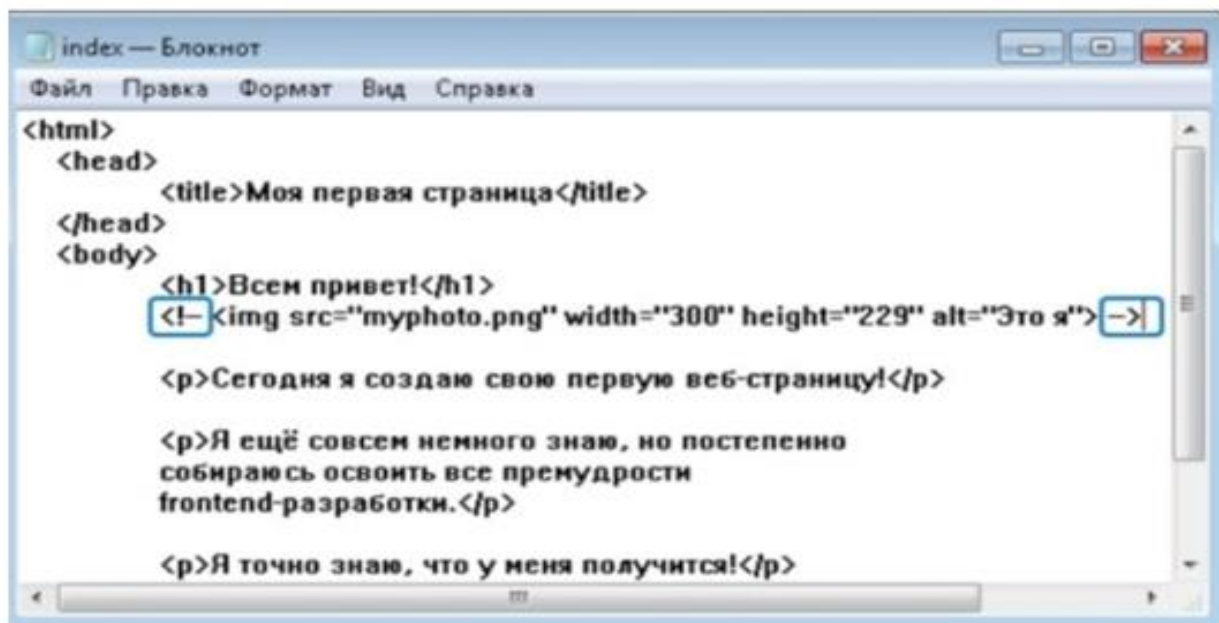 index — Блокнот
Файл Правка Формат Вид Справка
<html>
<head>
<title>Моя первая страница</title>
</head>
<body>
<h1>Всем привет!</h1>
<!– <img src="myphoto.png" width="300" height="229" alt="Это я"> –>
<p>Сегодня я создаю свою первую веб-страницу!</p>
<p>Я ещё совсем немного знаю, но постепенно
собираюсь освоить все премудрости
frontend-разработки.</p>
<p>Я точно знаю, что у меня получится!</p>